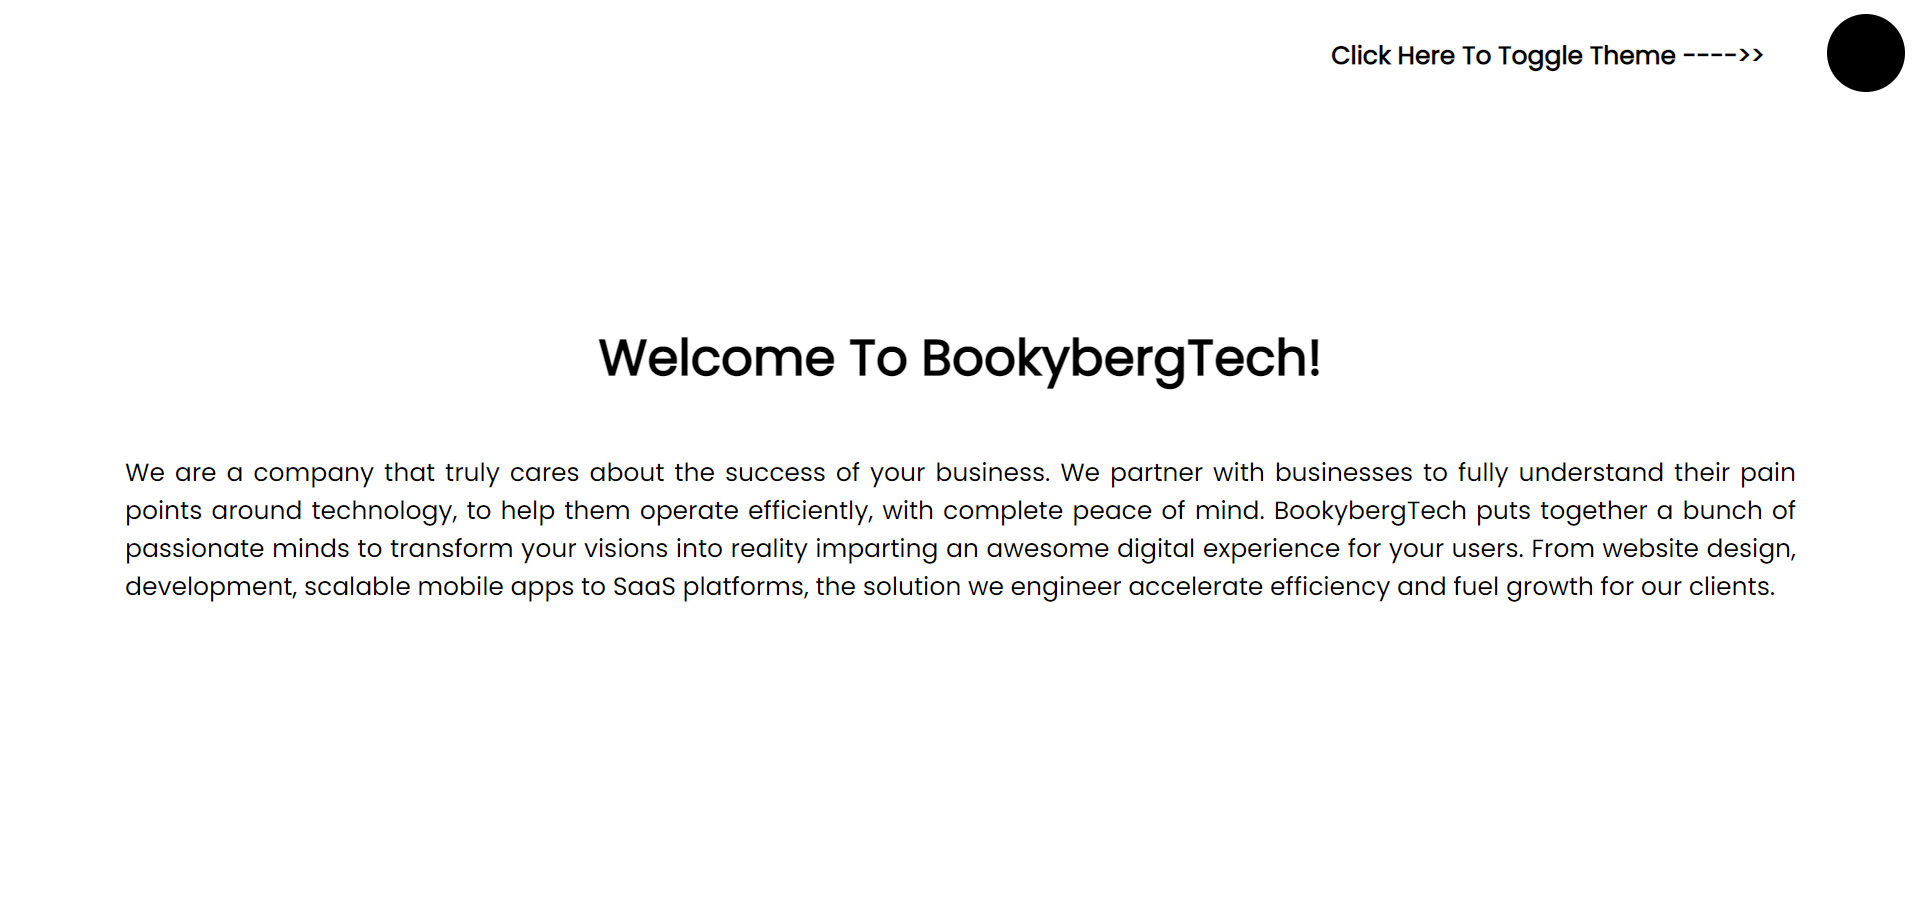 Click Here To Toggle Theme ---->>
Welcome To BookybergTech!
We are a company that truly cares about the success of your business. We partner with businesses to fully understand their pain
points around technology, to help them operate efficiently, with complete peace of mind. BookybergTech puts together a bunch of
passionate minds to transform your visions into reality imparting an awesome digital experience for your users. From website design,
development, scalable mobile apps to SaaS platforms, the solution we engineer accelerate efficiency and fuel growth for our clients.